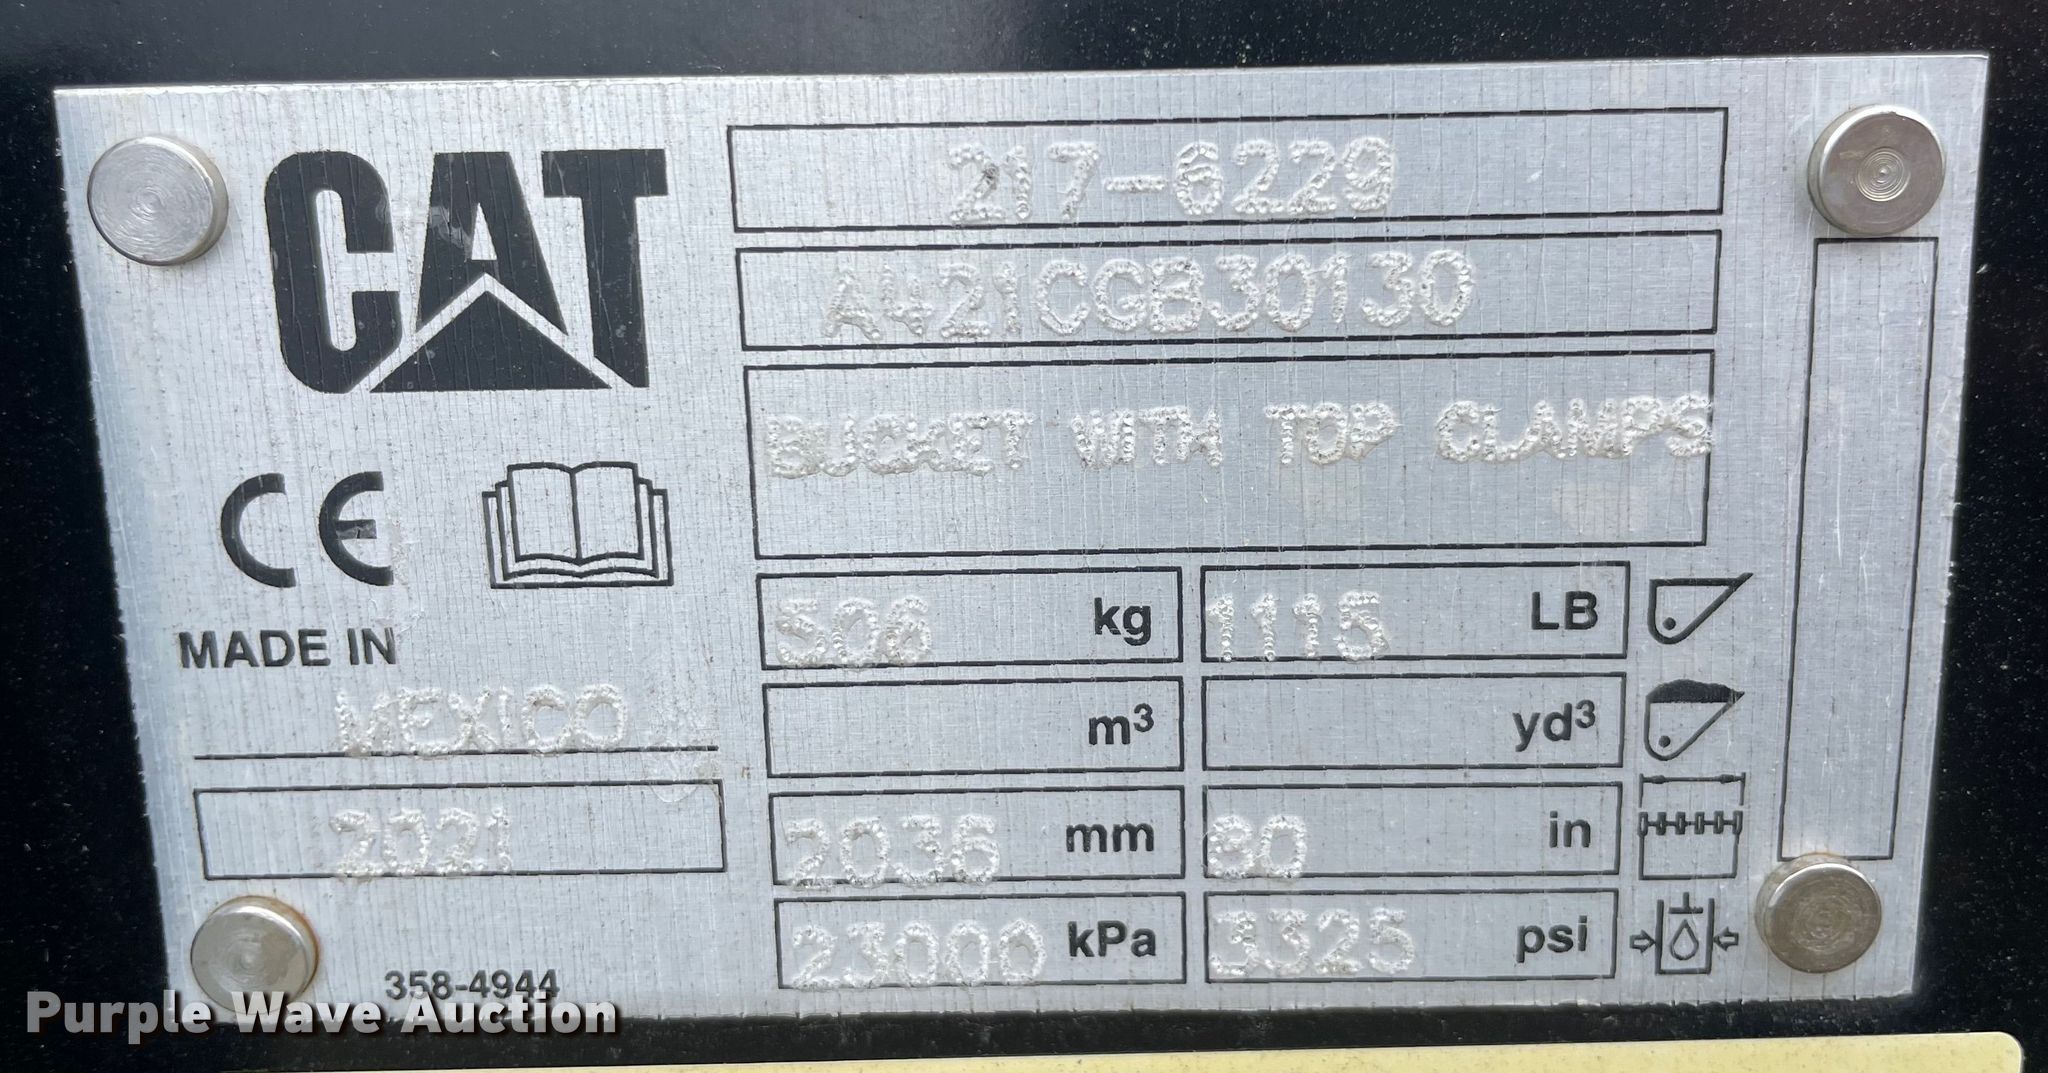 CAT
217-6229
A421CGB30130
BUCKET WITH TOP CLAMPS
CE
MADE IN
MEXICO
2021
506 kg 1115 LB
m³ yd³
2036 mm 80 in
23000 kPa 3325 psi
358-4944
Purple Wave Auction